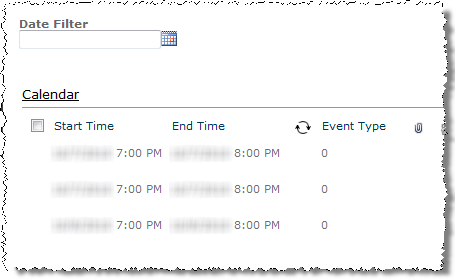 Date Filter
Calendar
Start Time End Time Event Type
7:00 PM 8:00 PM 0
7:00 PM 8:00 PM 0
7:00 PM 8:00 PM 0